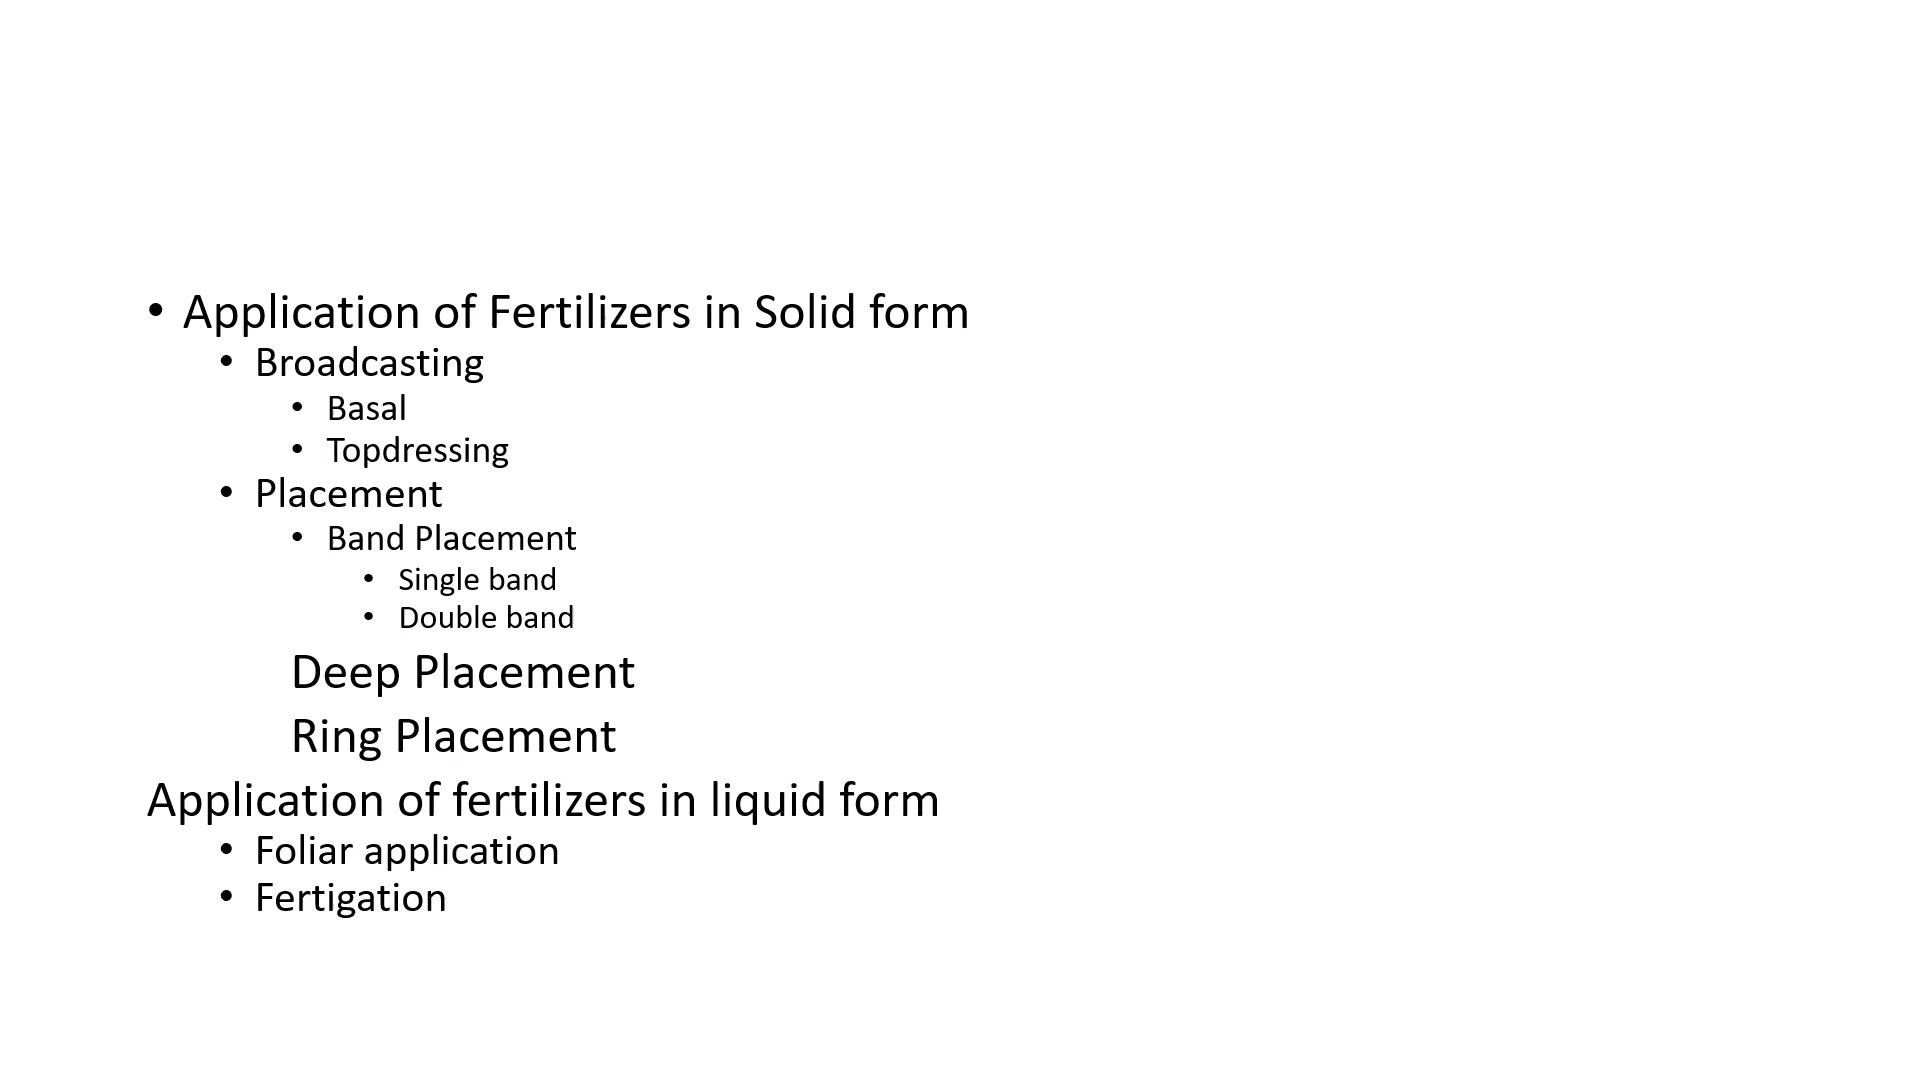 • Application of Fertilizers in Solid form
• Broadcasting
• Basal
• Topdressing
• Placement
• Band Placement
• Single band
• Double band
Deep Placement
Ring Placement
Application of fertilizers in liquid form
• Foliar application
• Fertigation